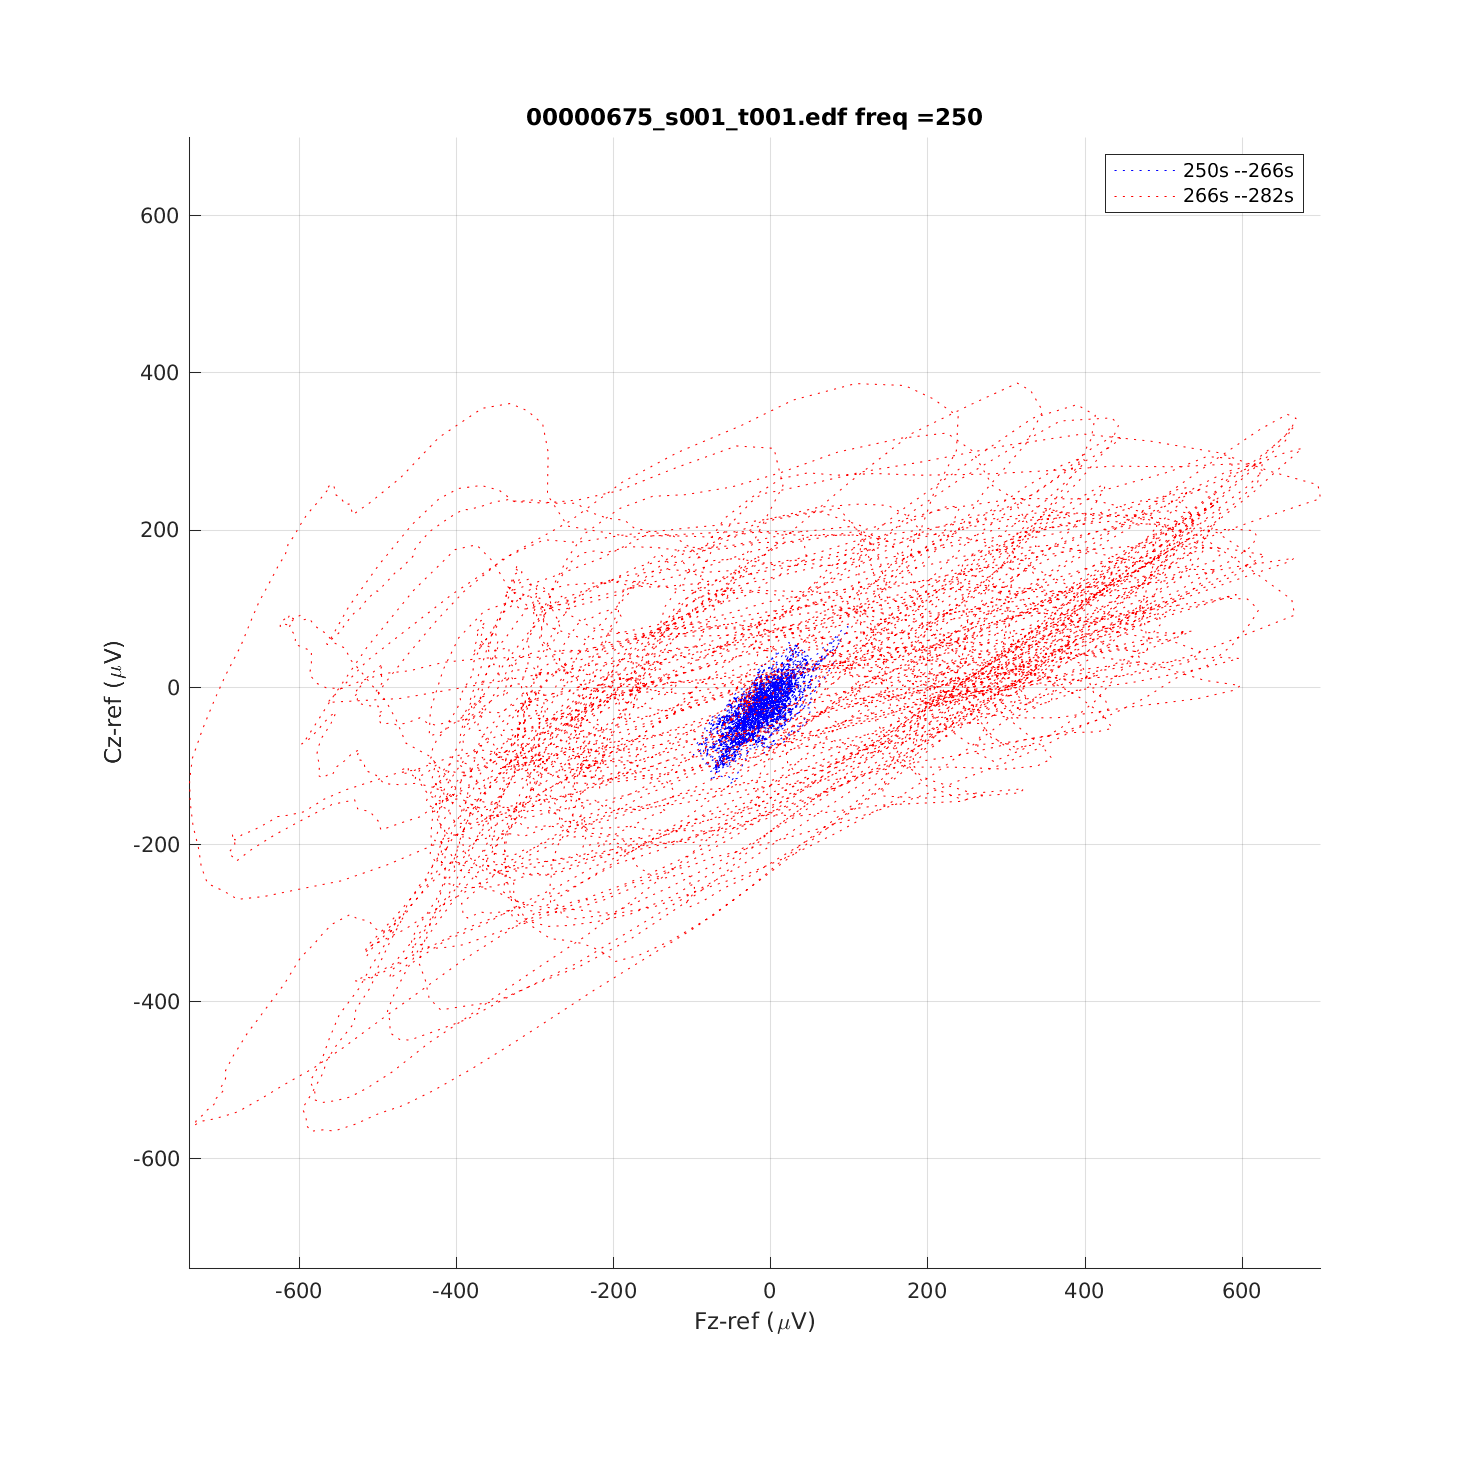 00000675_s001_t001.edf freq =250
250s --266s
266s --282s
600
400
200
0
-200
-400
-600
Cz-ref (μV)
-600 -400 -200 0 200 400 600
Fz-ref (μV)